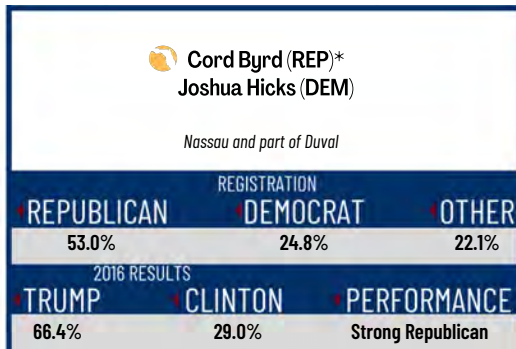 Cord Byrd (REP)*
Joshua Hicks (DEM)
Nassau and part of Duval
REGISTRATION
REPUBLICAN DEMOCRAT OTHER
53.0% 24.8% 22.1%
2016 RESULTS
TRUMP CLINTON PERFORMANCE
66.4% 29.0% Strong Republican